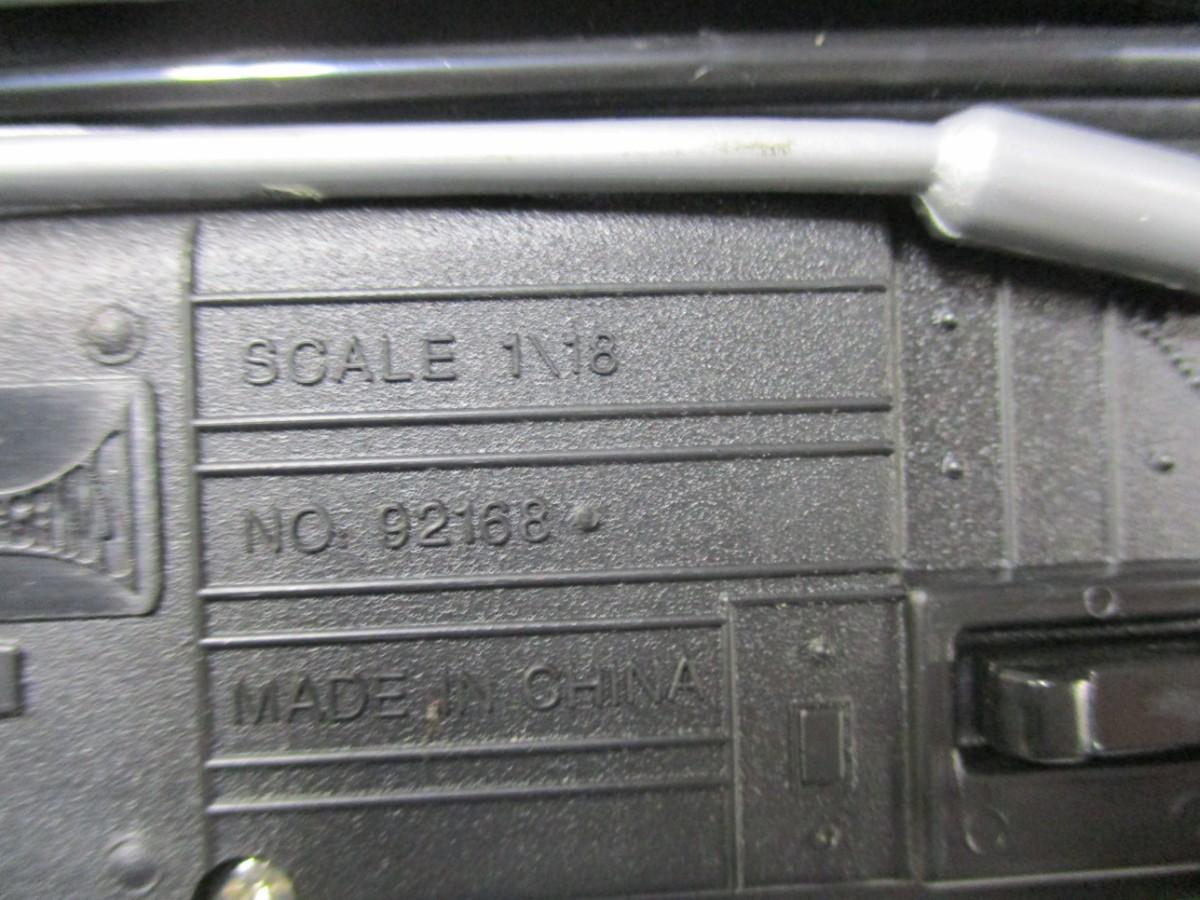 SCALE 1\18
NO. 92168
MADE IN CHINA